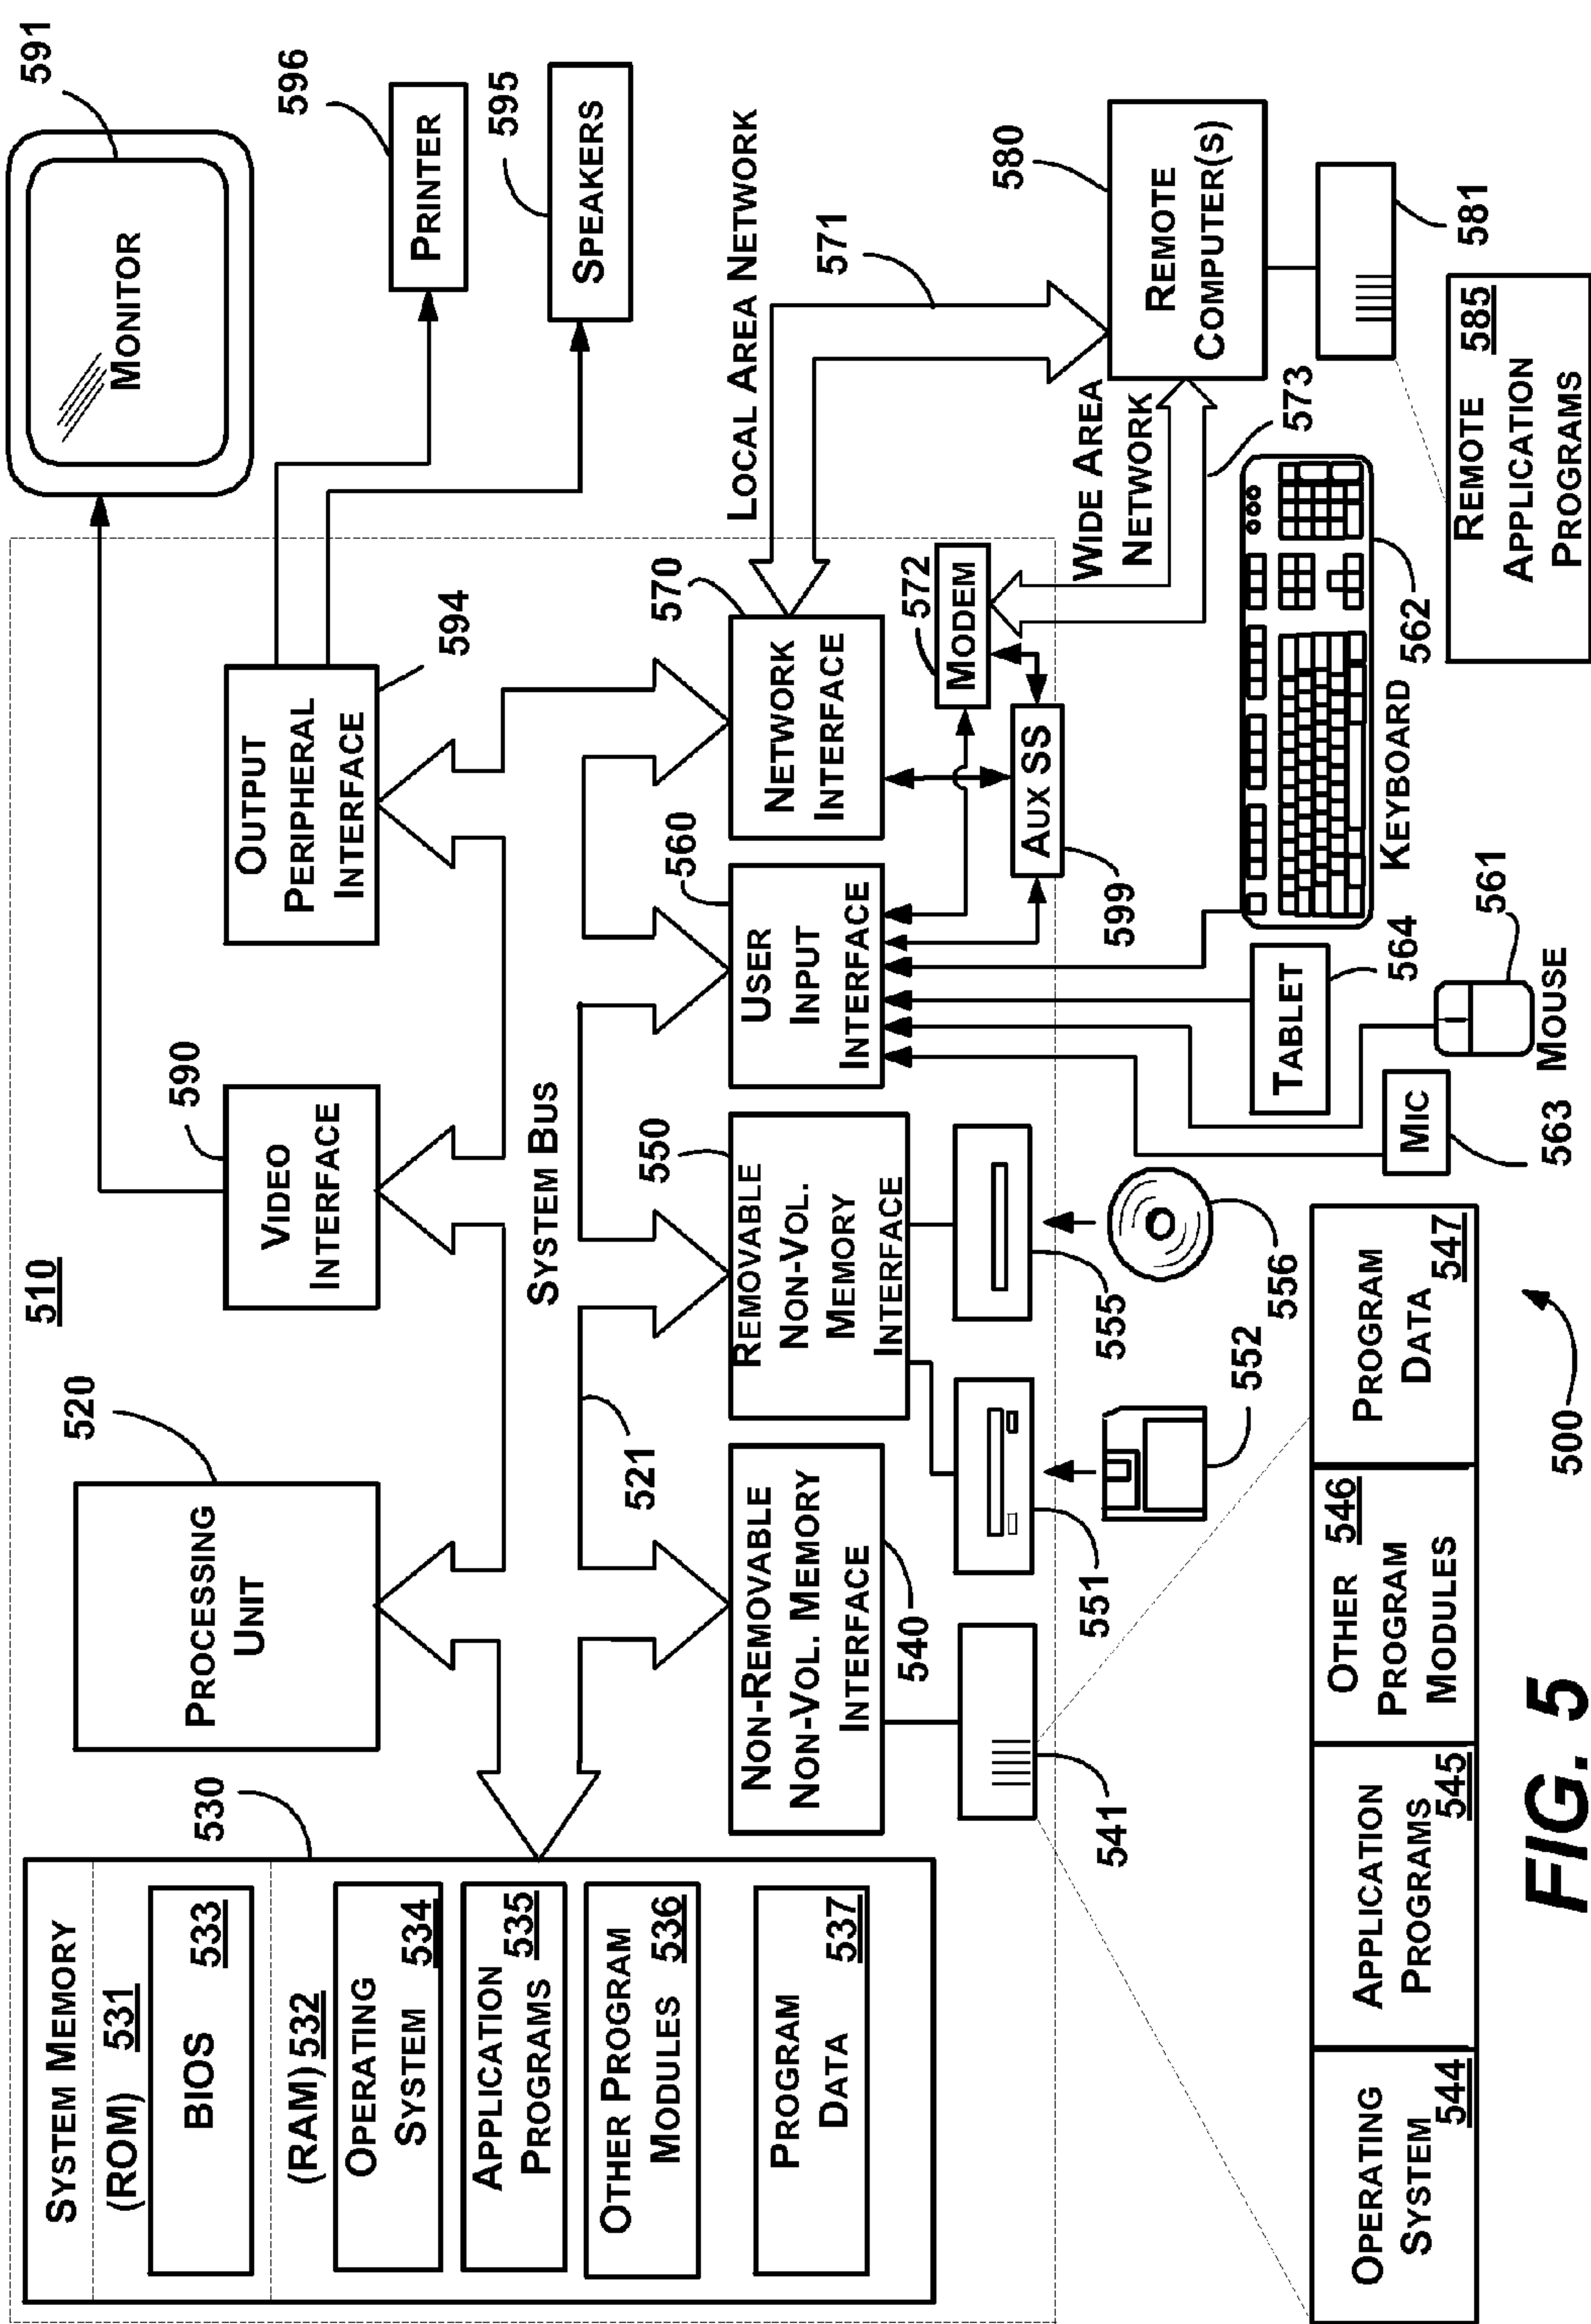 SYSTEM MEMORY
(ROM) 531
BIOS 533
(RAM) 532
OPERATING
SYSTEM 534
APPLICATION
PROGRAMS 535
OTHER PROGRAM
MODULES 536
PROGRAM
DATA 537
530
510
520
PROCESSING
UNIT
590
VIDEO
INTERFACE
OUTPUT
PERIPHERAL
INTERFACE
594
MONITOR
591
596
PRINTER
595
SPEAKERS
SYSTEM BUS
521
NON-REMOVABLE
NON-VOL. MEMORY
INTERFACE
540
550
REMOVABLE
NON-VOL.
MEMORY
INTERFACE
560
USER
INPUT
INTERFACE
570
NETWORK
INTERFACE
LOCAL AREA NETWORK
571
572
MODEM
AUX SS
599
WIDE AREA
NETWORK
573
580
REMOTE
COMPUTER(S)
581
541
551
552
555
556
MIC
563
MOUSE
561
TABLET
564
KEYBOARD
562
REMOTE 585
APPLICATION
PROGRAMS
OPERATING
SYSTEM 544
APPLICATION
PROGRAMS 545
OTHER 546
PROGRAM
MODULES
PROGRAM
DATA 547
500
FIG. 5